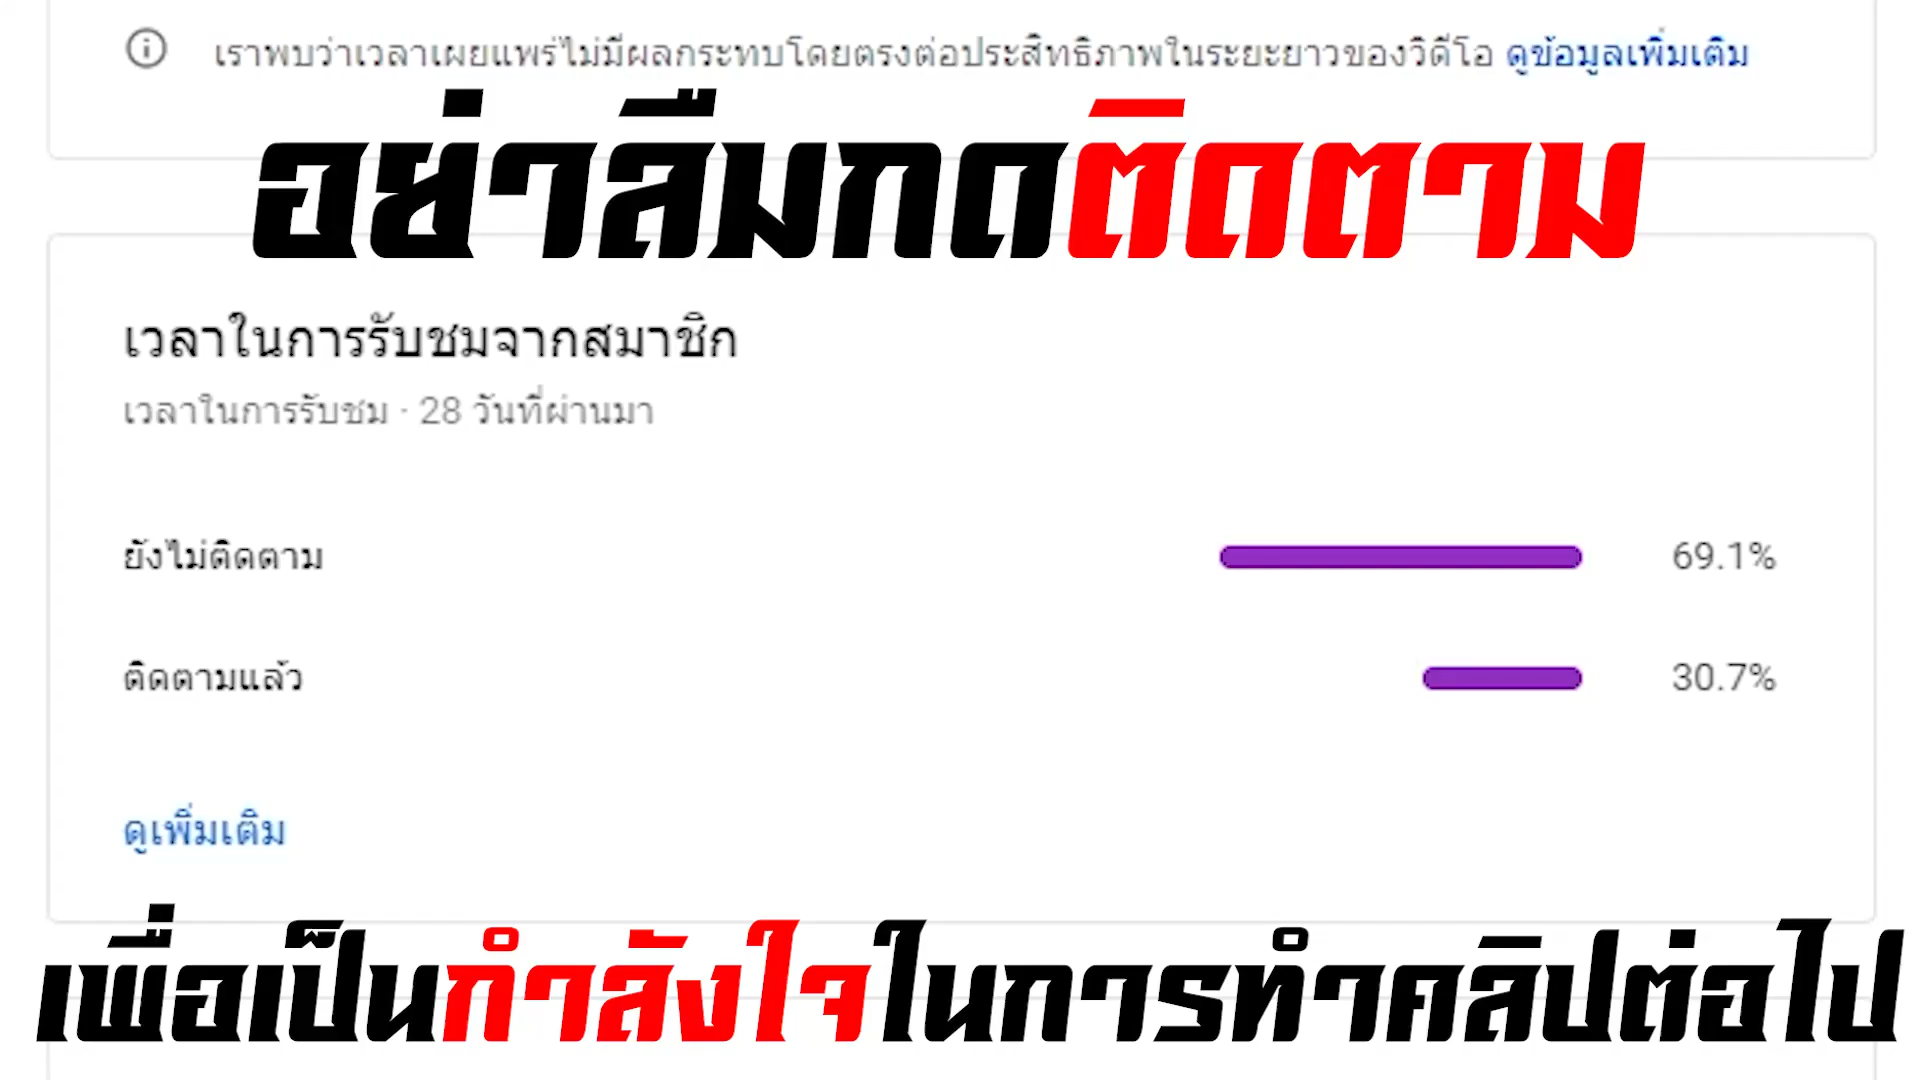 เราพบว่าเวลาเผยแพร่ไม่มีผลกระทบโดยตรงต่อประสิทธิภาพในระยะยาวของวิดีโอ ดูข้อมูลเพิ่มเติม
อย่าลืมกดติดตาม
เวลาในการรับชมจากสมาชิก
เวลาในการรับชม · 28 วันที่ผ่านมา
ยังไม่ติดตาม 69.1%
ติดตามแล้ว 30.7%
ดูเพิ่มเติม
เพื่อเป็นกำลังใจในการทำคลิปต่อไป